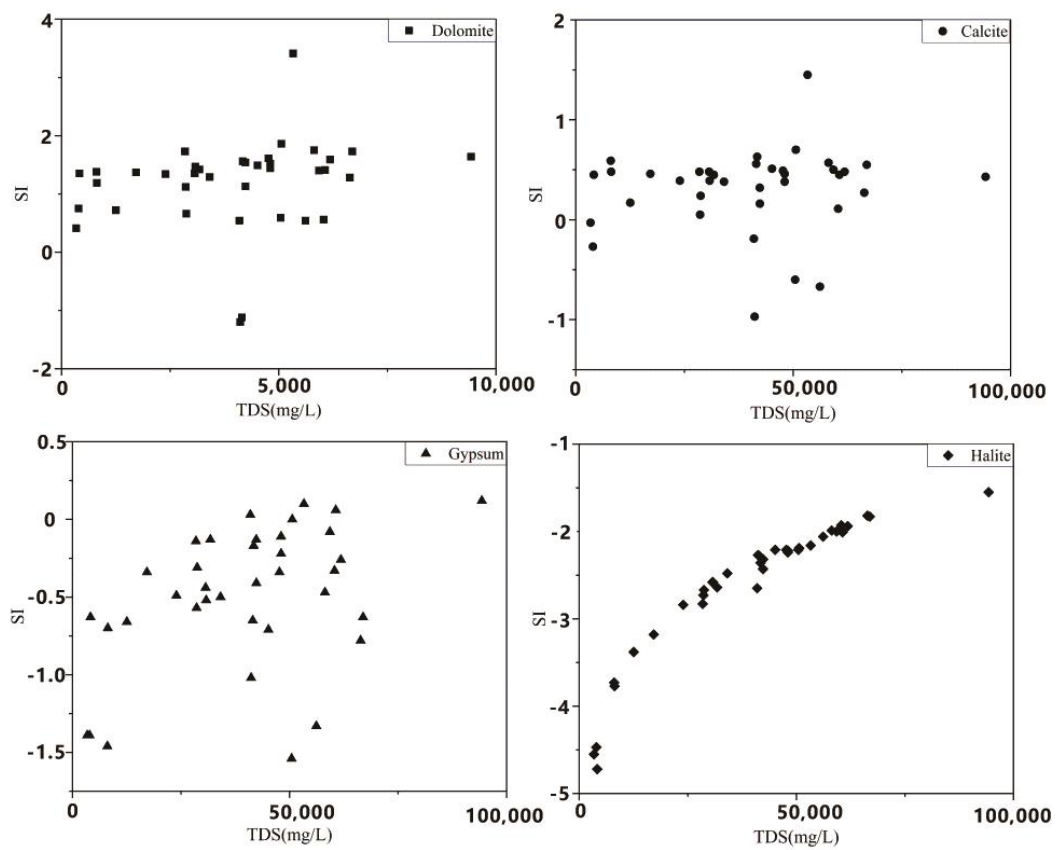 4
Dolomite
2
SI
0
-2
0
5,000
10,000
TDS(mg/L)
2
Calcite
1
SI
0
-1
0
50,000
100,000
TDS(mg/L)
0.5
Gypsum
0
-0.5
SI
-1.0
-1.5
0
50,000
100,000
TDS(mg/L)
-1
Halite
-2
SI
-3
-4
-5
0
50,000
100,000
TDS(mg/L)